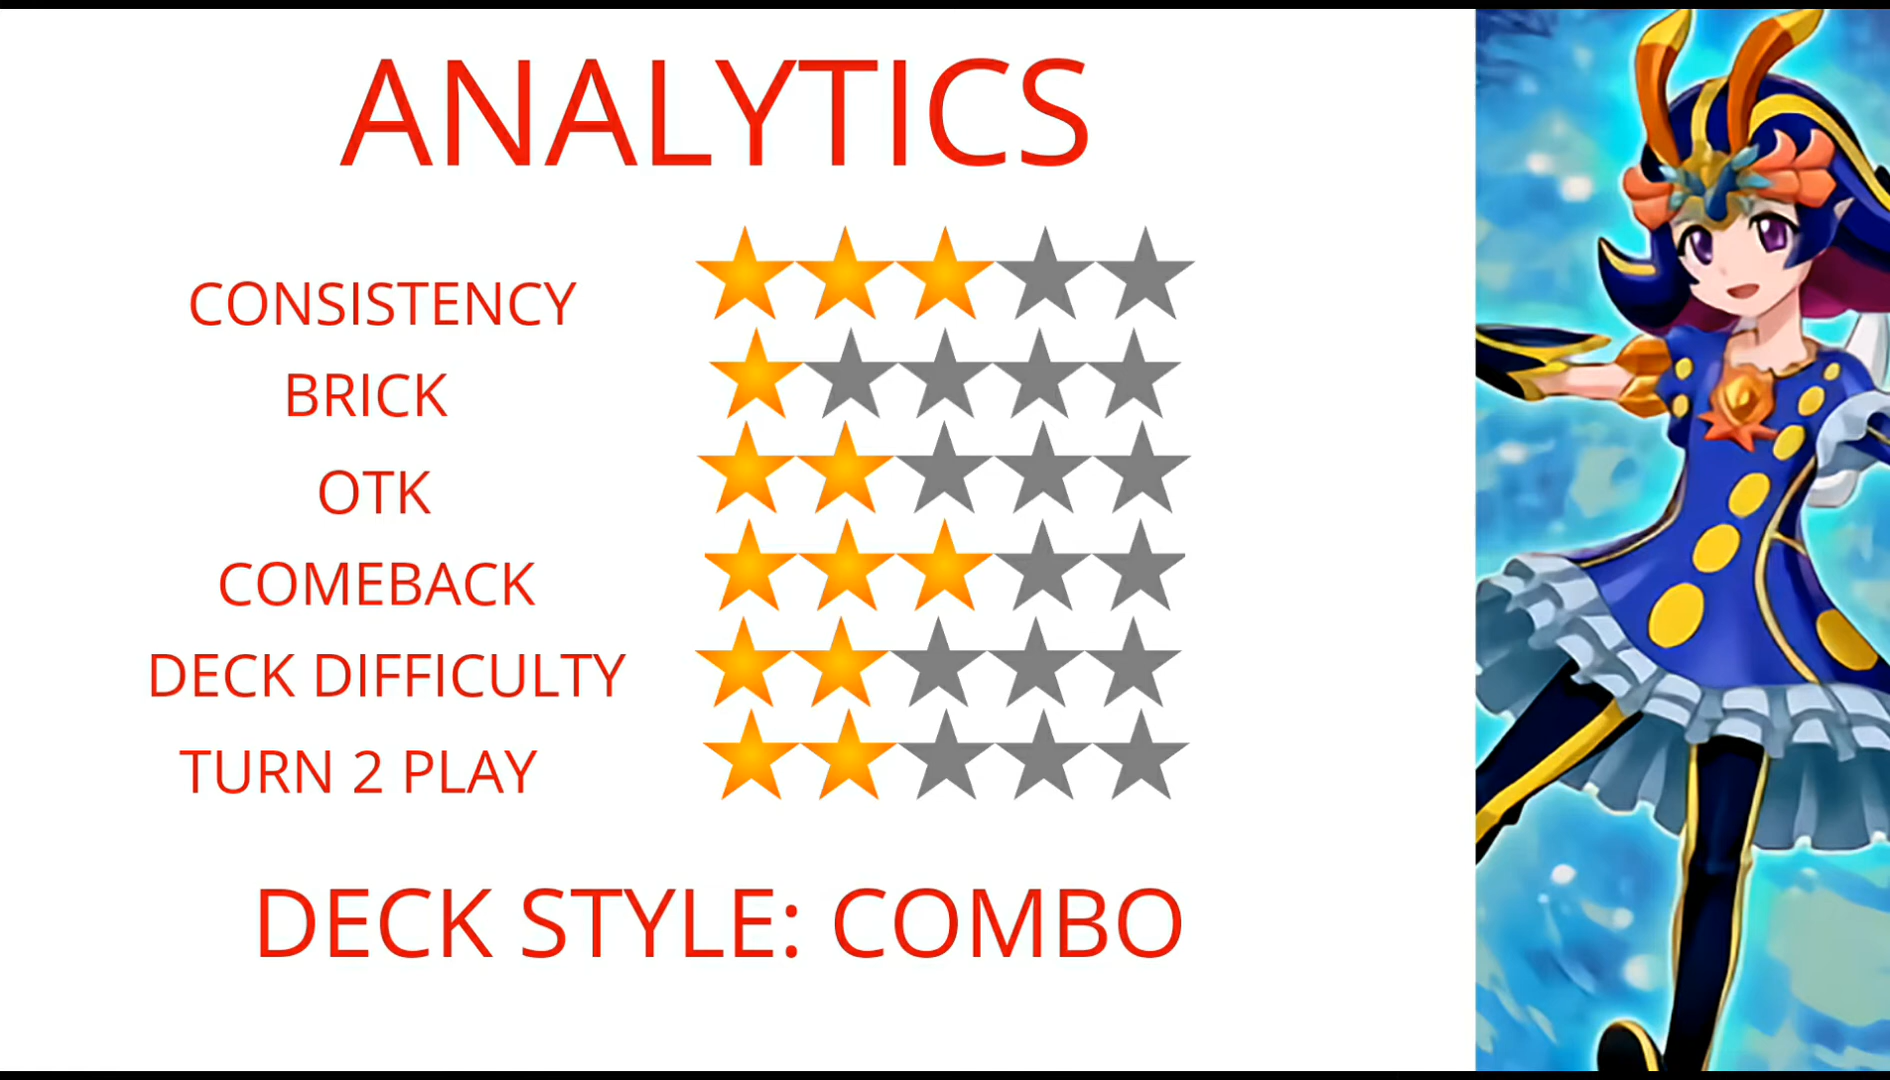 ANALYTICS
CONSISTENCY
BRICK
OTK
COMEBACK
DECK DIFFICULTY
TURN 2 PLAY
DECK STYLE: COMBO